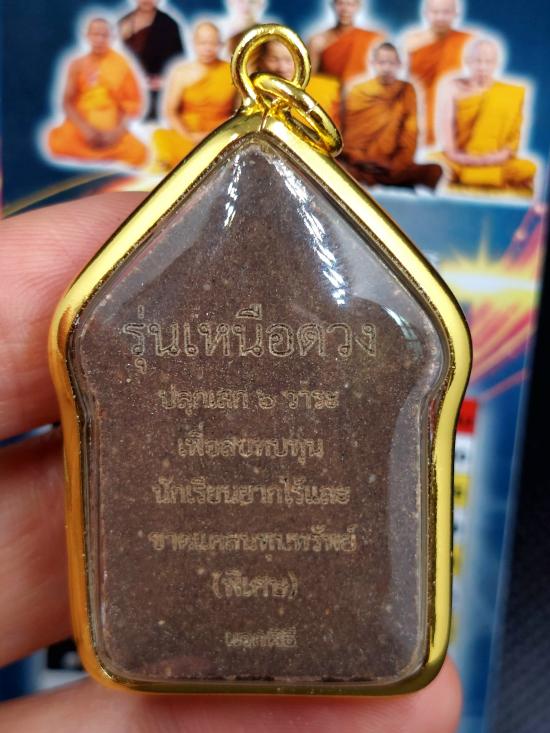 รุ่นเหนือดวง
ปลุกเสก ๖ วาระ
เพื่อสมทบทุน
นักเรียนยากไร้และ
ขาดแคลนทุนทรัพย์
(พิเศษ)